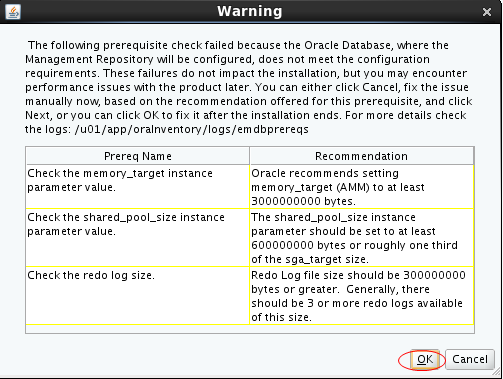 Warning
The following prerequisite check failed because the Oracle Database, where the
Management Repository will be configured, does not meet the configuration
requirements. These failures do not impact the installation, but you may encounter
performance issues with the product later. You can either click Cancel, fix the issue
manually now, based on the recommendation offered for this prerequisite, and click
Next, or you can click OK to fix it after the installation ends. For more details check
the logs: /u01/app/oraInventory/logs/emdbprereqs
Prereq Name
Recommendation
Check the memory_target instance
parameter value.
Oracle recommends setting
memory_target (AMM) to at least
3000000000 bytes.
Check the shared_pool_size instance
parameter value.
The shared_pool_size instance
parameter should be set to at least
600000000 bytes or roughly one third
of the sga_target size.
Check the redo log size.
Redo Log file size should be 300000000
bytes or greater. Generally, there
should be 3 or more redo logs available
of this size.
OK
Cancel